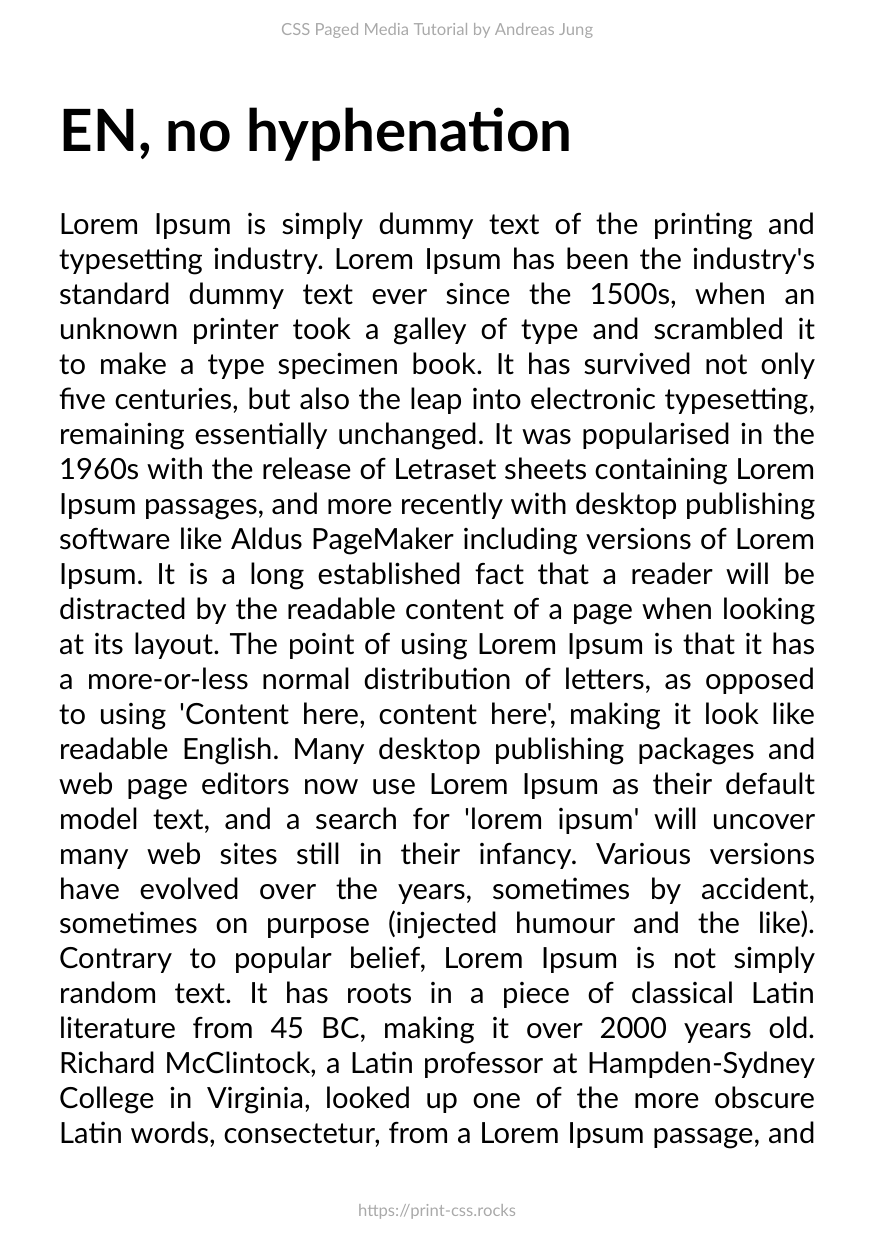 CSS Paged Media Tutorial by Andreas Jung
EN, no hyphenation
Lorem Ipsum is simply dummy text of the printing and
typesetting industry. Lorem Ipsum has been the industry's
standard dummy text ever since the 1500s, when an
unknown printer took a galley of type and scrambled it
to make a type specimen book. It has survived not only
five centuries, but also the leap into electronic typesetting,
remaining essentially unchanged. It was popularised in the
1960s with the release of Letraset sheets containing Lorem
Ipsum passages, and more recently with desktop publishing
software like Aldus PageMaker including versions of Lorem
Ipsum. It is a long established fact that a reader will be
distracted by the readable content of a page when looking
at its layout. The point of using Lorem Ipsum is that it has
a more-or-less normal distribution of letters, as opposed
to using 'Content here, content here', making it look like
readable English. Many desktop publishing packages and
web page editors now use Lorem Ipsum as their default
model text, and a search for 'lorem ipsum' will uncover
many web sites still in their infancy. Various versions
have evolved over the years, sometimes by accident,
sometimes on purpose (injected humour and the like).
Contrary to popular belief, Lorem Ipsum is not simply
random text. It has roots in a piece of classical Latin
literature from 45 BC, making it over 2000 years old.
Richard McClintock, a Latin professor at Hampden-Sydney
College in Virginia, looked up one of the more obscure
Latin words, consectetur, from a Lorem Ipsum passage, and
https://print-css.rocks